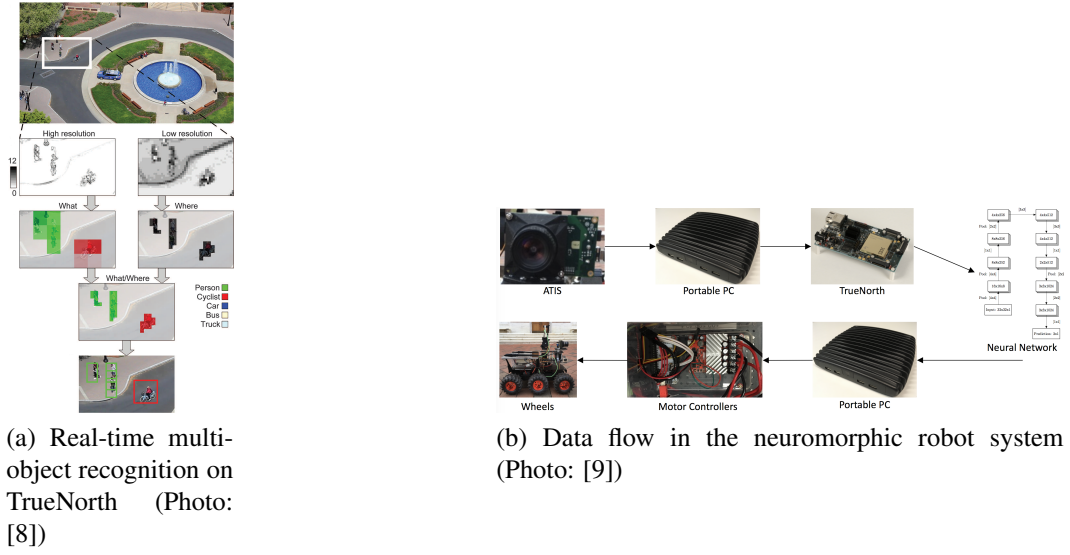 High resolution
Low resolution
12
0
What
Where
What/Where
Person
Cyclist
Car
Bus
Truck
(a) Real-time multi-
object recognition on
TrueNorth (Photo:
[8])
ATIS
Portable PC
TrueNorth
Neural Network
Wheels
Motor Controllers
Portable PC
(b) Data flow in the neuromorphic robot system
(Photo: [9])